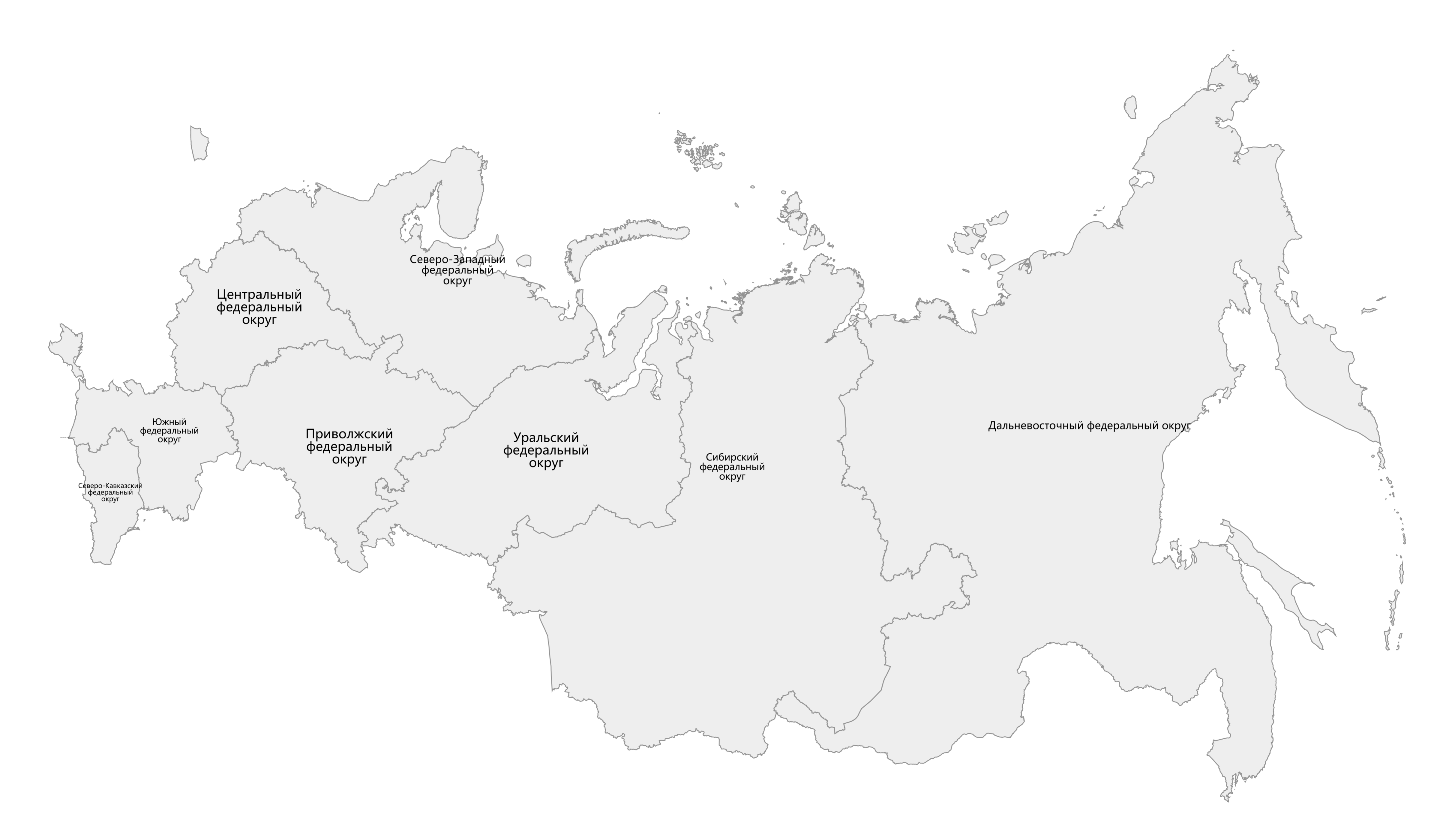 Северо-Западный
федеральный
округ
Центральный
федеральный
округ
Южный
федеральный
округ
Приволжский
федеральный
округ
Уральский
федеральный
округ
Сибирский
федеральный
округ
Дальневосточный федеральный округ
Северо-Кавказский
федеральный
округ